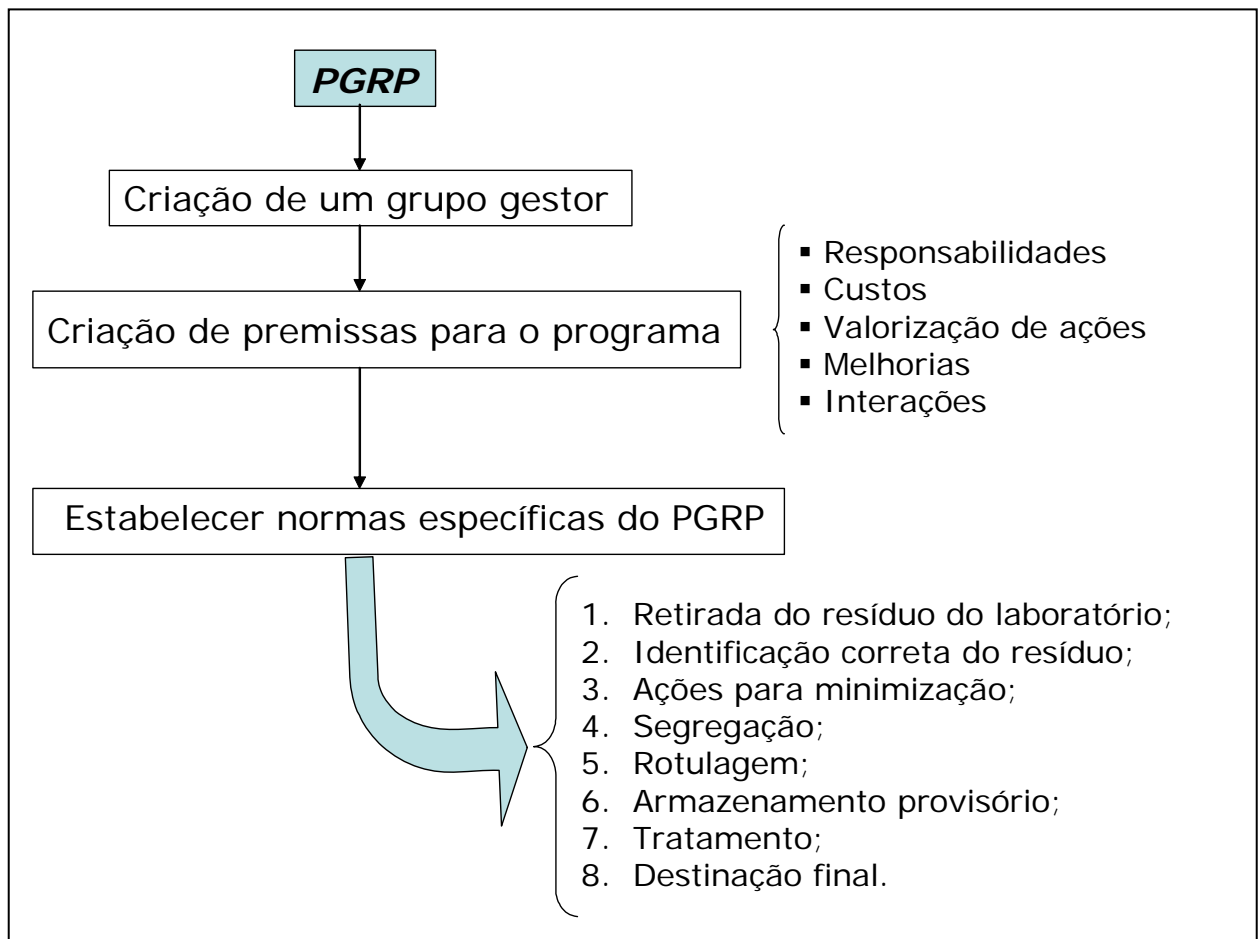 PGRP
Criação de um grupo gestor
Criação de premissas para o programa
▪ Responsabilidades
▪ Custos
▪ Valorização de ações
▪ Melhorias
▪ Interações
Estabelecer normas específicas do PGRP
1. Retirada do resíduo do laboratório;
2. Identificação correta do resíduo;
3. Ações para minimização;
4. Segregação;
5. Rotulagem;
6. Armazenamento provisório;
7. Tratamento;
8. Destinação final.